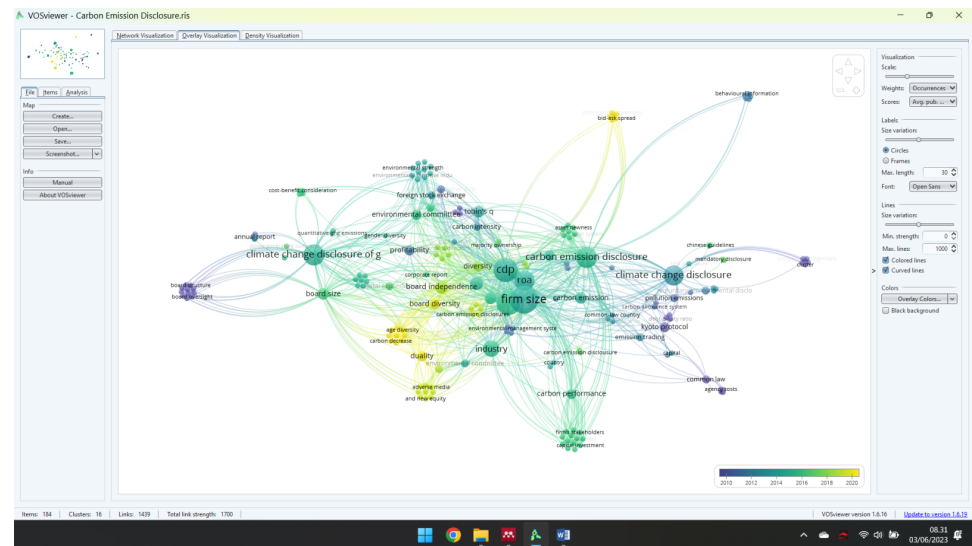 VOSviewer - Carbon Emission Disclosure.ris
Network Visualization
Overlay Visualization
Density Visualization
File
Items
Analysis
Map
Create...
Open...
Save...
Screenshot...
Info
Manual
About VOSviewer
behavioural information
bid-ask spread
environmental strength
cost-benefit consideration
foreign stock exchange
environmental committee
tobin's q
carbon intensity
asset newness
annual report
quantitative ghg emissions
gender diversity
majority ownership
chinese guidelines
climate change disclosure of g
profitability
carbon emission disclosure
mandatory disclosure
cluster
diversity
cdp
corporate report
roa
climate change disclosure
board structure
board oversight
board size
board independence
firm size
carbon emission
pollution emissions
board diversity
carbon emission disclosures
common-law country
kyoto protocol
age diversity
environmental management syste
carbon decrease
emission trading
industry
duality
carbon emission disclousure
capital
environmental condcittee
country
common law
adverse media
carbon performance
agency costs
and new equity
firms stakeholders
capital investment
2010
2012
2014
2016
2018
2020
Visualization
Scale:
Weights: Occurrences
Scores: Avg. pub. ...
Labels
Size variation:
Circles
Frames
Max. length: 30
Font: Open Sans
Lines
Size variation:
Min. strength: 0
Max. lines: 1000
Colored lines
Curved lines
Colors
Overlay Colors...
Black background
Items: 184
Clusters: 16
Links: 1439
Total link strength: 1700
VOSviewer version 1.6.16
Update to version 1.6.19
08.31
03/06/2023